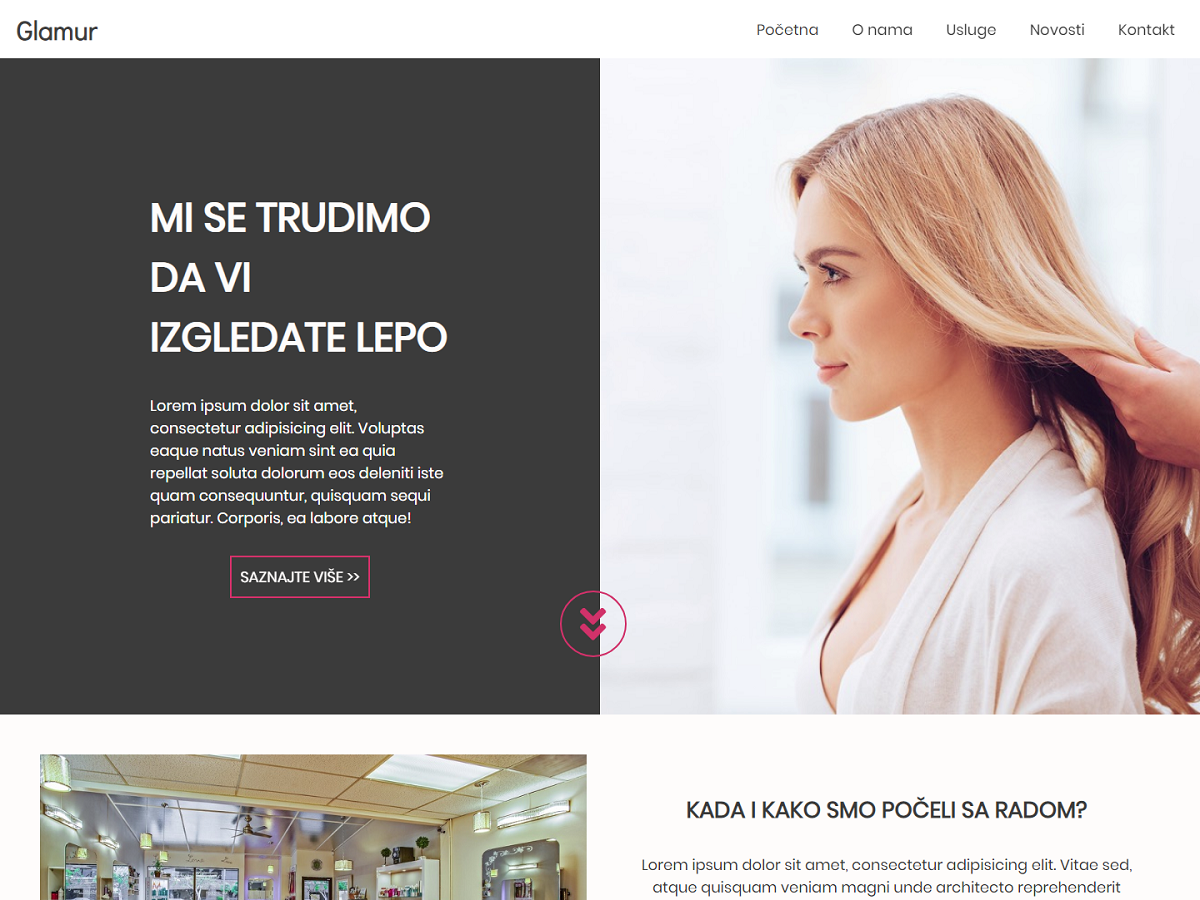 Glamur
Početna
O nama
Usluge
Novosti
Kontakt
MI SE TRUDIMO
DA VI
IZGLEDATE LEPO
Lorem ipsum dolor sit amet,
consectetur adipisicing elit. Voluptas
eaque natus veniam sint ea quia
repellat soluta dolorum eos deleniti iste
quam consequuntur, quisquam sequi
pariatur. Corporis, ea labore atque!
SAZNAJTE VIŠE >>
KADA I KAKO SMO POČELI SA RADOM?
Lorem ipsum dolor sit amet, consectetur adipisicing elit. Vitae sed,
atque quisquam veniam magni unde architecto reprehenderit